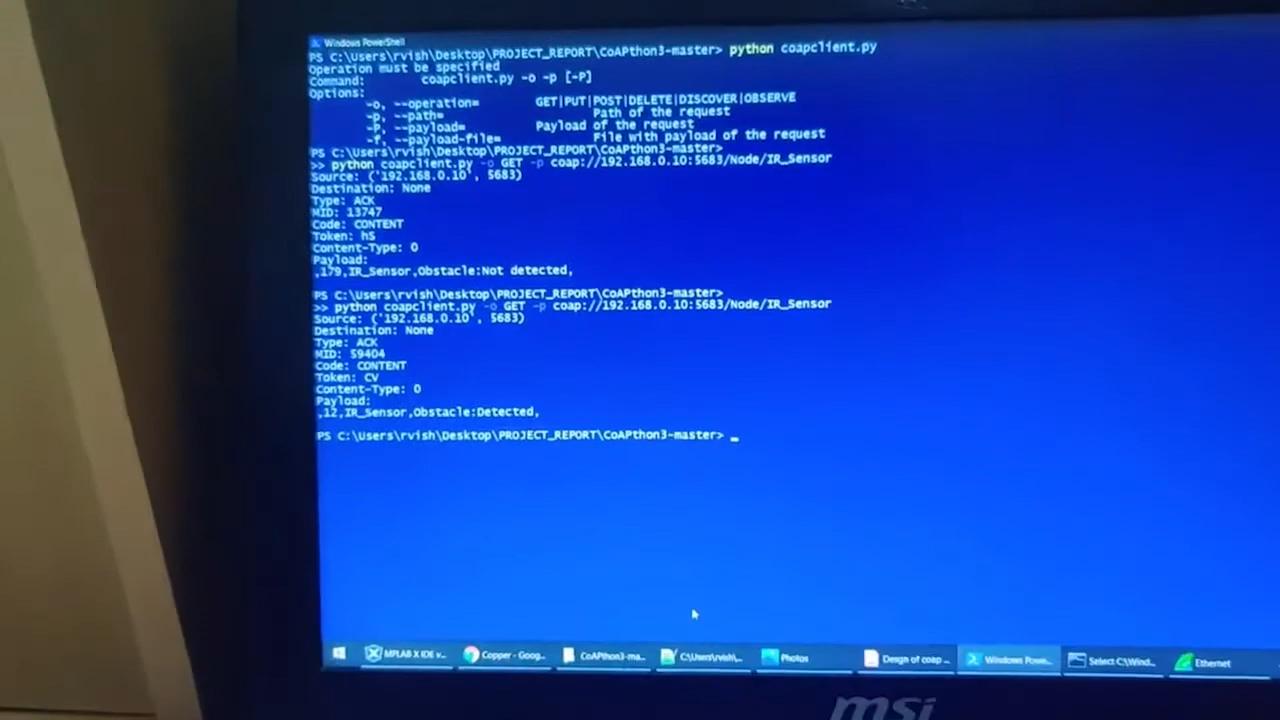 Windows PowerShell
PS C:\Users\rvish\Desktop\PROJECT_REPORT\CoAPthon3-master> python coapclient.py
Operation must be specified
Command: coapclient.py -o -p [-P]
Options:
-o, --operation= GET|PUT|POST|DELETE|DISCOVER|OBSERVE
-p, --path= Path of the request
-P, --payload= Payload of the request
-f, --payload-file= File with payload of the request
PS C:\Users\rvish\Desktop\PROJECT_REPORT\CoAPthon3-master>
>> python coapclient.py -o GET -p coap://192.168.0.10:5683/Node/IR_Sensor
Source: ('192.168.0.10', 5683)
Destination: None
Type: ACK
MID: 13747
Code: CONTENT
Token: hS
Content-Type: 0
Payload:
,179,IR_Sensor,Obstacle:Not detected,
PS C:\Users\rvish\Desktop\PROJECT_REPORT\CoAPthon3-master>
>> python coapclient.py -o GET -p coap://192.168.0.10:5683/Node/IR_Sensor
Source: ('192.168.0.10', 5683)
Destination: None
Type: ACK
MID: 59404
Code: CONTENT
Token: CV
Content-Type: 0
Payload:
,12,IR_Sensor,Obstacle:Detected,
PS C:\Users\rvish\Desktop\PROJECT_REPORT\CoAPthon3-master> _
MPLAB X IDE v... Copper - Goog... CoAPthon3-ma... C:\Users\rvish\... Photos Design of coap ... Windows Powe... Select C:\Wind... Ethernet
msi